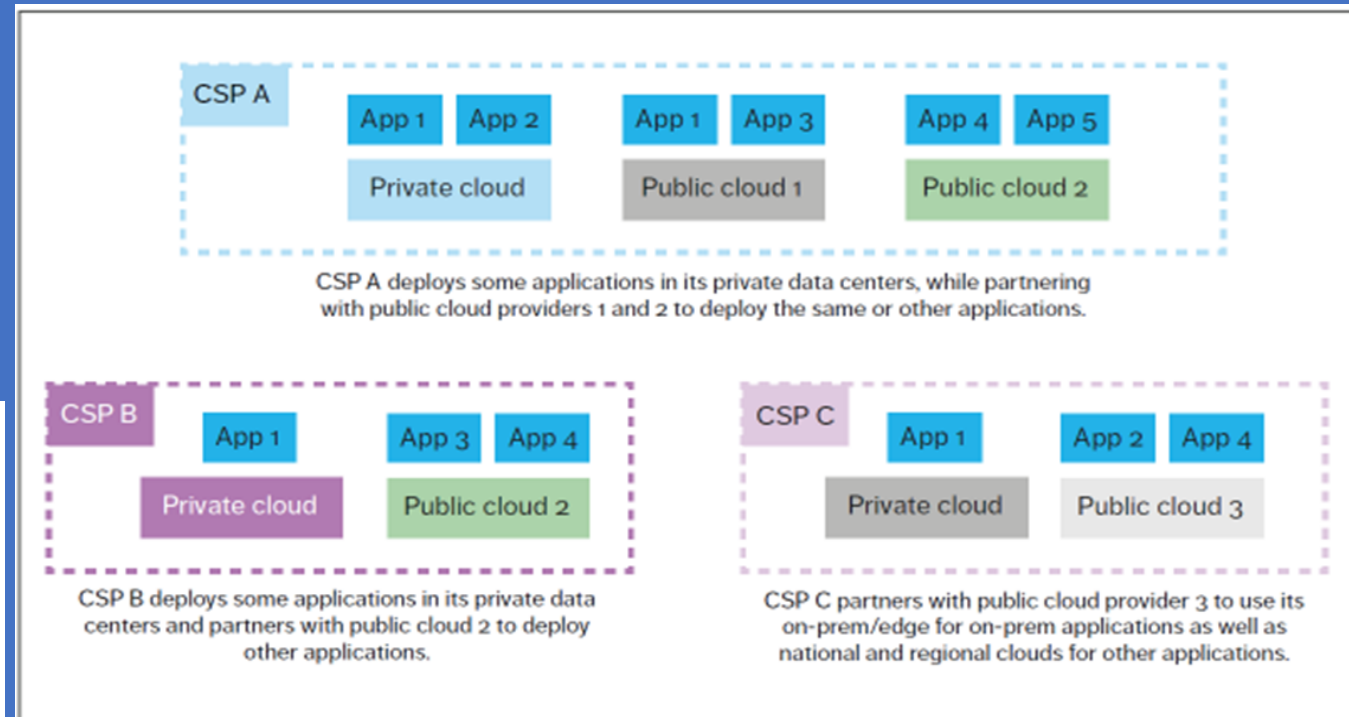 CSP A
App 1 App 2 App 1 App 3 App 4 App 5
Private cloud Public cloud 1 Public cloud 2
CSP A deploys some applications in its private data centers, while partnering
with public cloud providers 1 and 2 to deploy the same or other applications.
CSP B
App 1 App 3 App 4
Private cloud Public cloud 2
CSP B deploys some applications in its private data
centers and partners with public cloud 2 to deploy
other applications.
CSP C
App 1 App 2 App 4
Private cloud Public cloud 3
CSP C partners with public cloud provider 3 to use its
on-prem/edge for on-prem applications as well as
national and regional clouds for other applications.